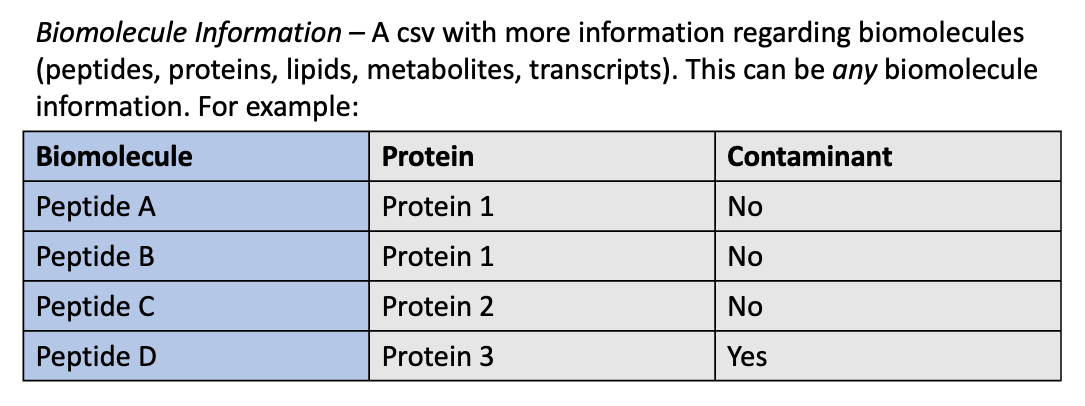 Biomolecule Information – A csv with more information regarding biomolecules
(peptides, proteins, lipids, metabolites, transcripts). This can be any biomolecule
information. For example:
Biomolecule Protein Contaminant
Peptide A Protein 1 No
Peptide B Protein 1 No
Peptide C Protein 2 No
Peptide D Protein 3 Yes